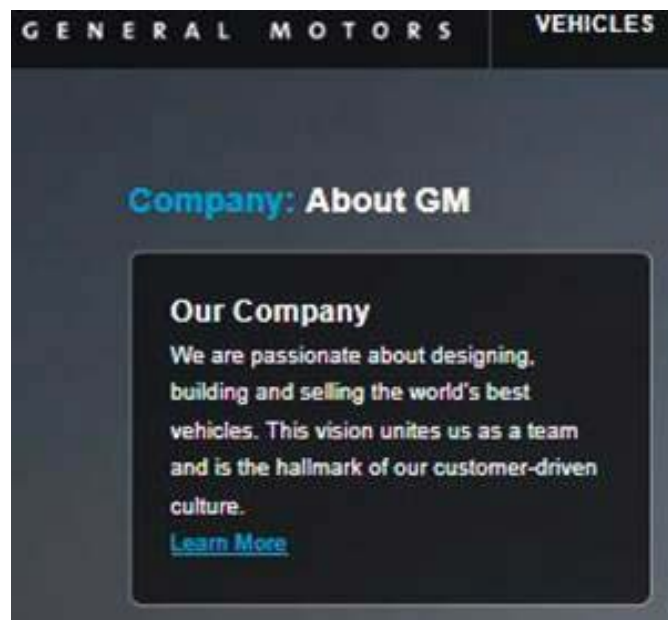 GENERAL MOTORS
VEHICLES
Company: About GM
Our Company
We are passionate about designing,
building and selling the world's best
vehicles. This vision unites us as a team
and is the hallmark of our customer-driven
culture.
Learn More